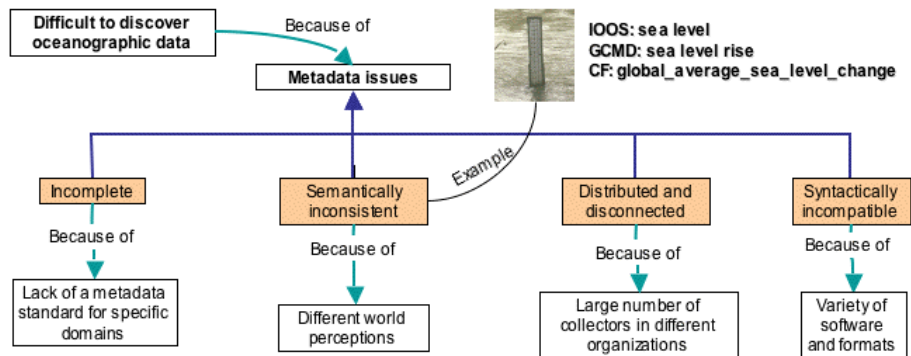 Difficult to discover
oceanographic data
Because of
Metadata issues
IOOS: sea level
GCMD: sea level rise
CF: global_average_sea_level_change
Example
Incomplete
Semantically
inconsistent
Distributed and
disconnected
Syntactically
incompatible
Because of
Because of
Because of
Because of
Lack of a metadata
standard for specific
domains
Different world
perceptions
Large number of
collectors in different
organizations
Variety of
software
and formats